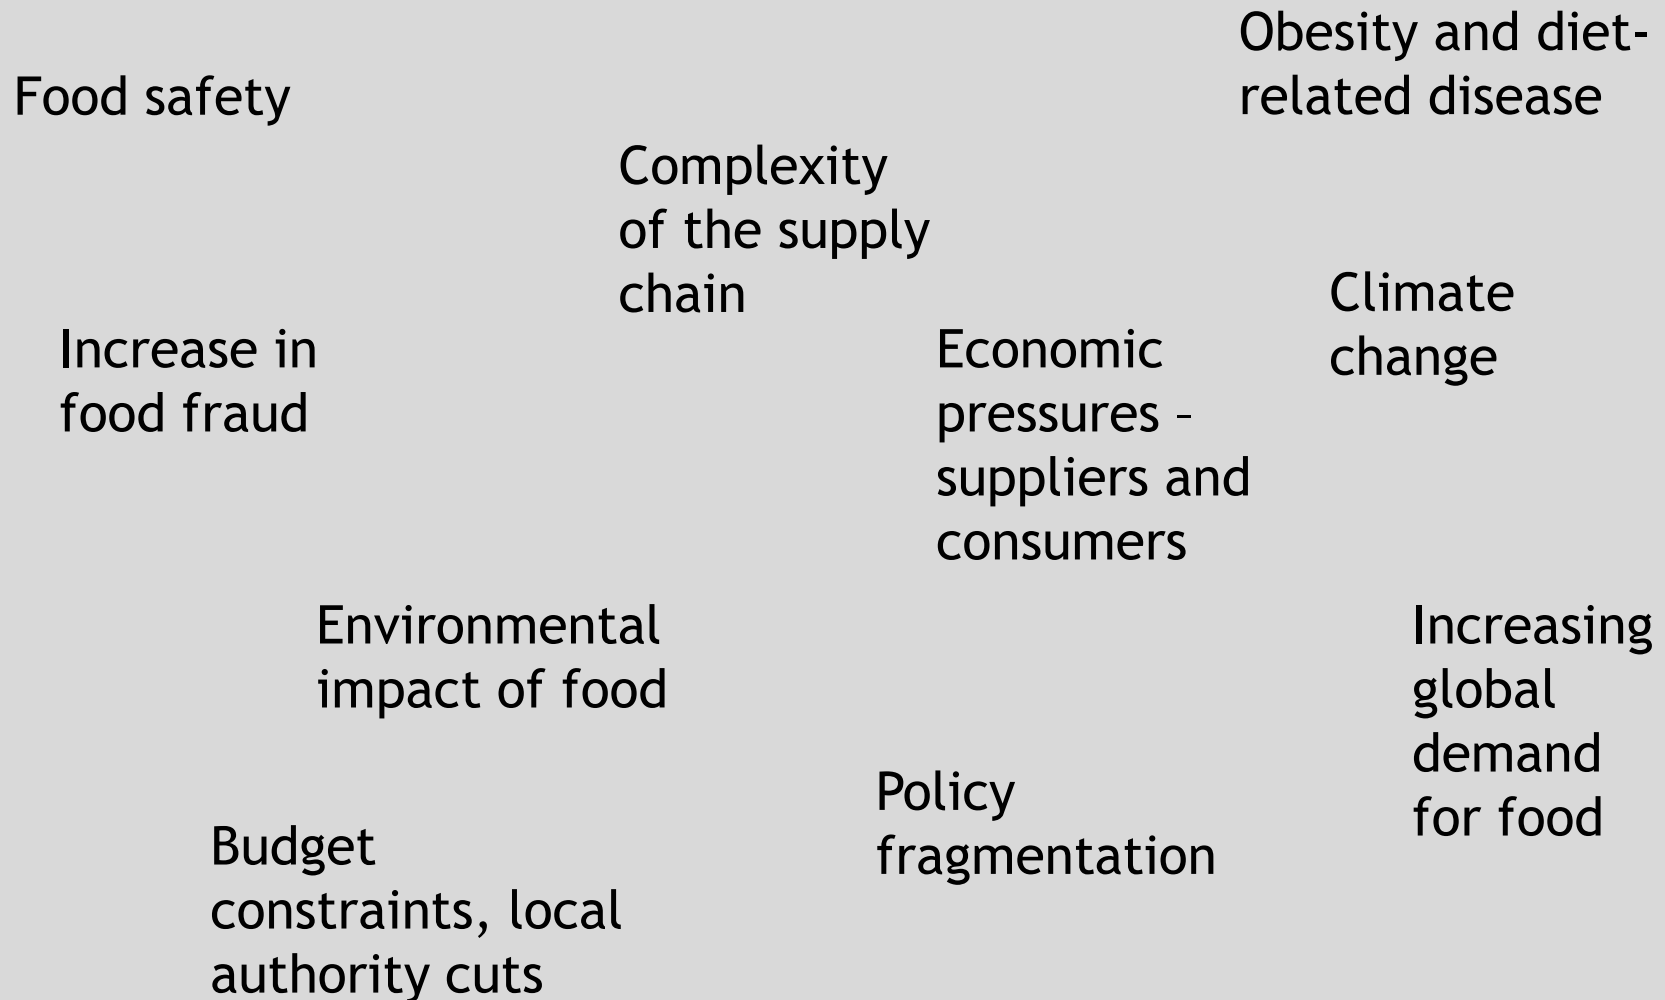 Food safety
Obesity and diet-
related disease
Complexity
of the supply
chain
Climate
change
Increase in
food fraud
Economic
pressures –
suppliers and
consumers
Environmental
impact of food
Increasing
global
demand
for food
Policy
fragmentation
Budget
constraints, local
authority cuts